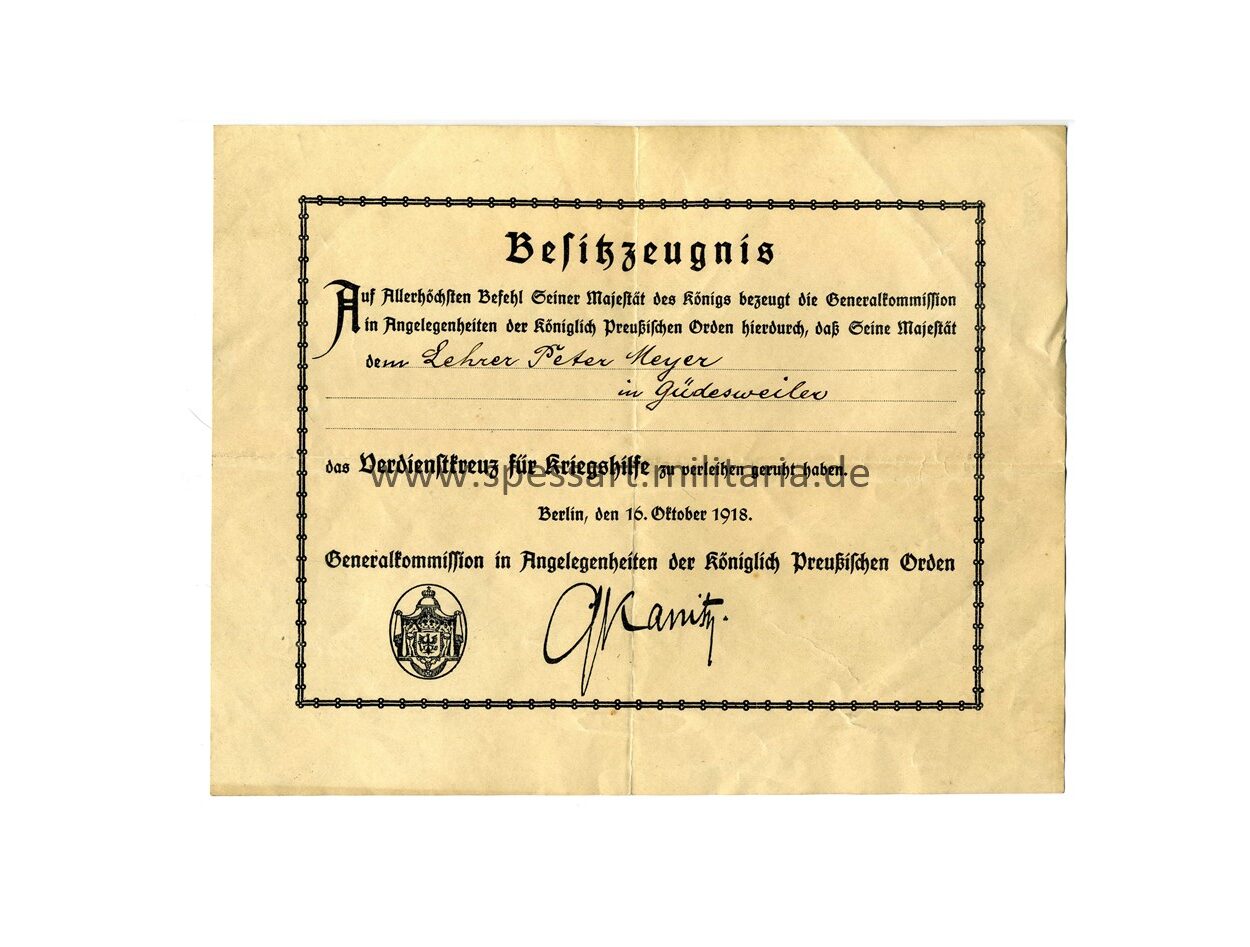 Besitzzeugnis
Auf Allerhöchsten Befehl Seiner Majestät des Königs bezeugt die Generalkommission
in Angelegenheiten der Königlich Preußischen Orden hierdurch, daß Seine Majestät
dem Lehrer Peter Meyer
in Güdesweiler
das Verdienstkreuz für Kriegshilfe zu verleihen geruht haben.
www.spessart.militaria.de
Berlin, den 16. Oktober 1918.
Generalkommission in Angelegenheiten der Königlich Preußischen Orden
GKanitz.